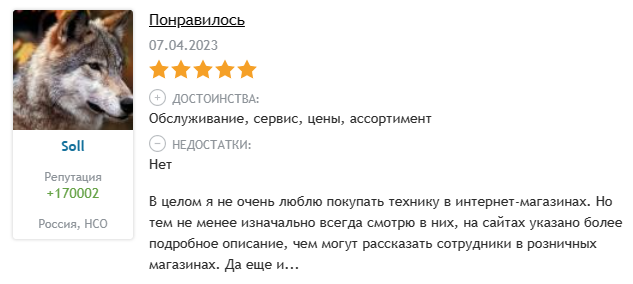 Понравилось
07.04.2023
ДОСТОИНСТВА:
Обслуживание, сервис, цены, ассортимент
НЕДОСТАТКИ:
Нет
Soll
Репутация
+170002
Россия, НСО
В целом я не очень люблю покупать технику в интернет-магазинах. Но
тем не менее изначально всегда смотрю в них, на сайтах указано более
подробное описание, чем могут рассказать сотрудники в розничных
магазинах. Да еще и...